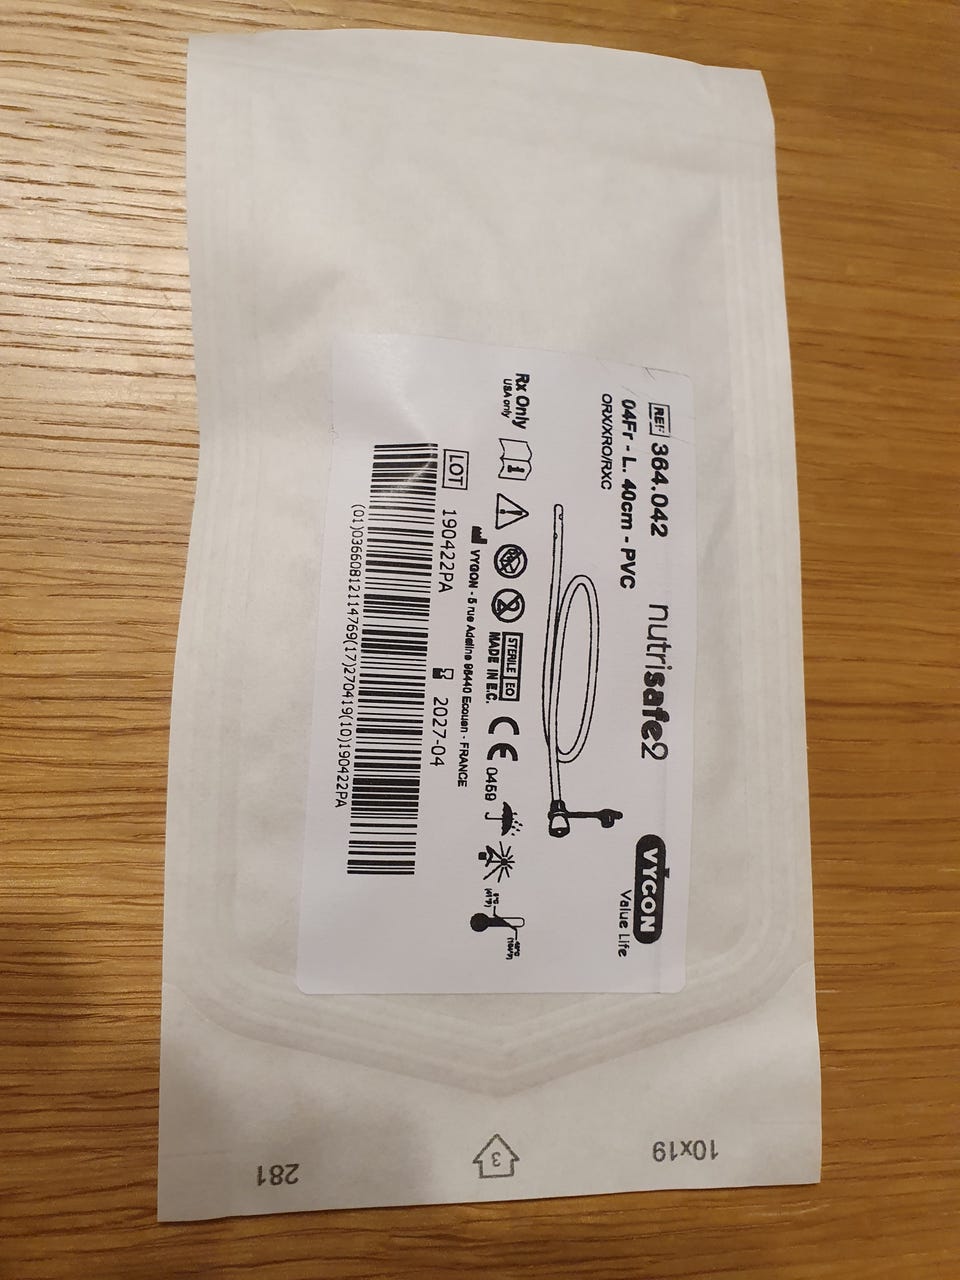 REF 364.042 nutrisafe2
04Fr - L. 40cm - PVC
ORX/XRO/RXC
VYGON
Value Life
Rx Only
USA only
STERILE EO
MADE IN E.C.
CE 0459
VYGON - 5 rue Adeline 95440 Ecouen - FRANCE
LOT 190422PA 2027-04
(01)03660812114769(17)270419(10)190422PA
281
3
10x19